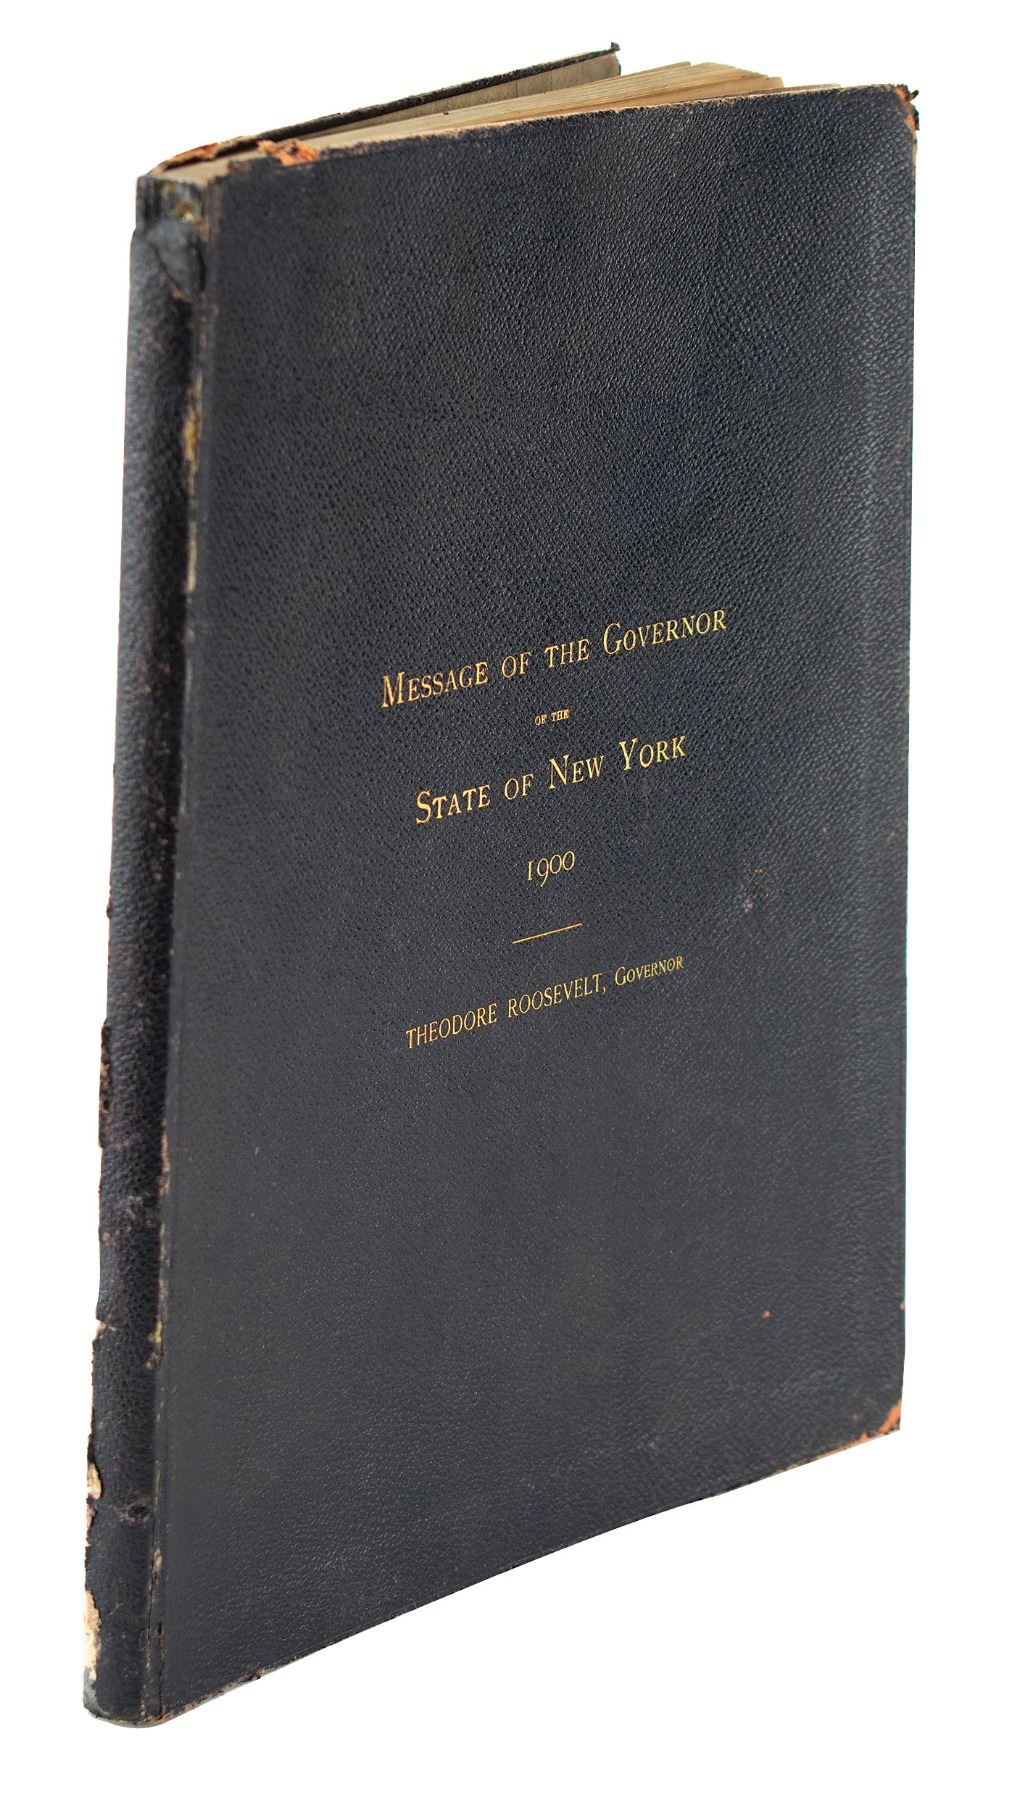 Message of the Governor
of the
State of New York
1900
THEODORE ROOSEVELT, Governor